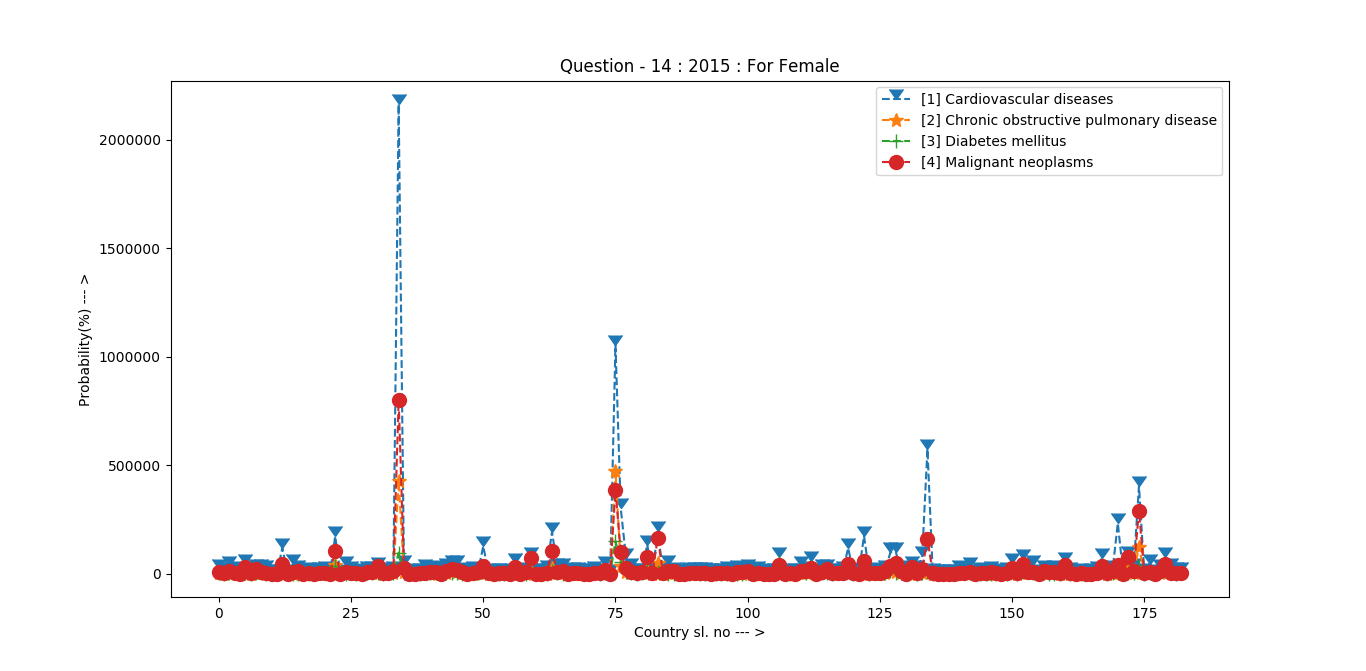 Question - 14 : 2015 : For Female
[1] Cardiovascular diseases
[2] Chronic obstructive pulmonary disease
[3] Diabetes mellitus
[4] Malignant neoplasms
2000000
1500000
1000000
500000
0
Probability(%) --- >
0 25 50 75 100 125 150 175
Country sl. no --- >